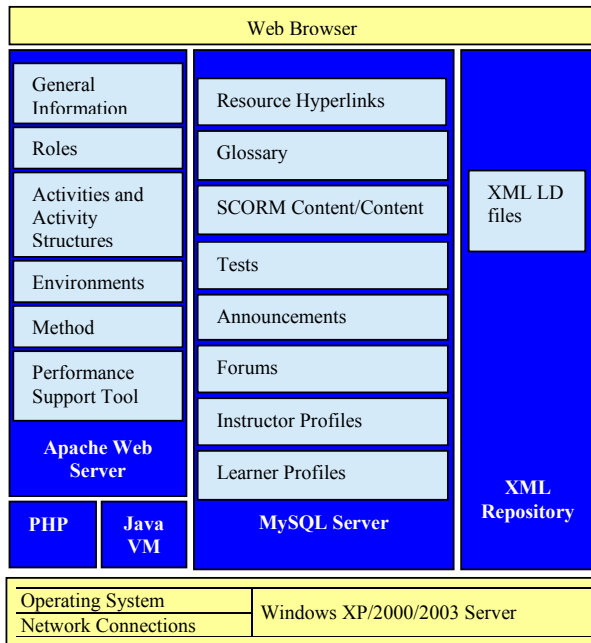 Web Browser
General
Information
Roles
Activities and
Activity
Structures
Environments
Method
Performance
Support Tool
Apache Web
Server
PHP
Java
VM
Resource Hyperlinks
Glossary
SCORM Content/Content
Tests
Announcements
Forums
Instructor Profiles
Learner Profiles
MySQL Server
XML LD
files
XML
Repository
Operating System
Network Connections
Windows XP/2000/2003 Server